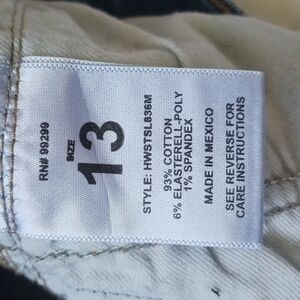 RN# 99299
SIZE
13
STYLE: HWSTSL836M
93% COTTON
6% ELASTERELL-POLY
1% SPANDEX
MADE IN MEXICO
SEE REVERSE FOR
CARE INSTRUCTIONS